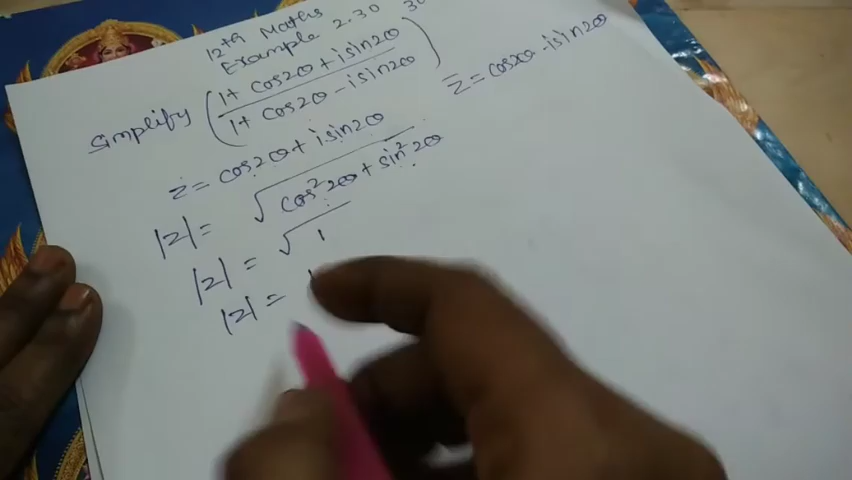 12th Maths
Example 2.30 30
Simplify (1 + cos2θ + i sin2θ / 1 + cos2θ - i sin2θ)
z = cos2θ + i sin2θ
z̄ = cos2θ - i sin2θ
|z| = √cos²2θ + sin²2θ
|z| = √1
|z| =